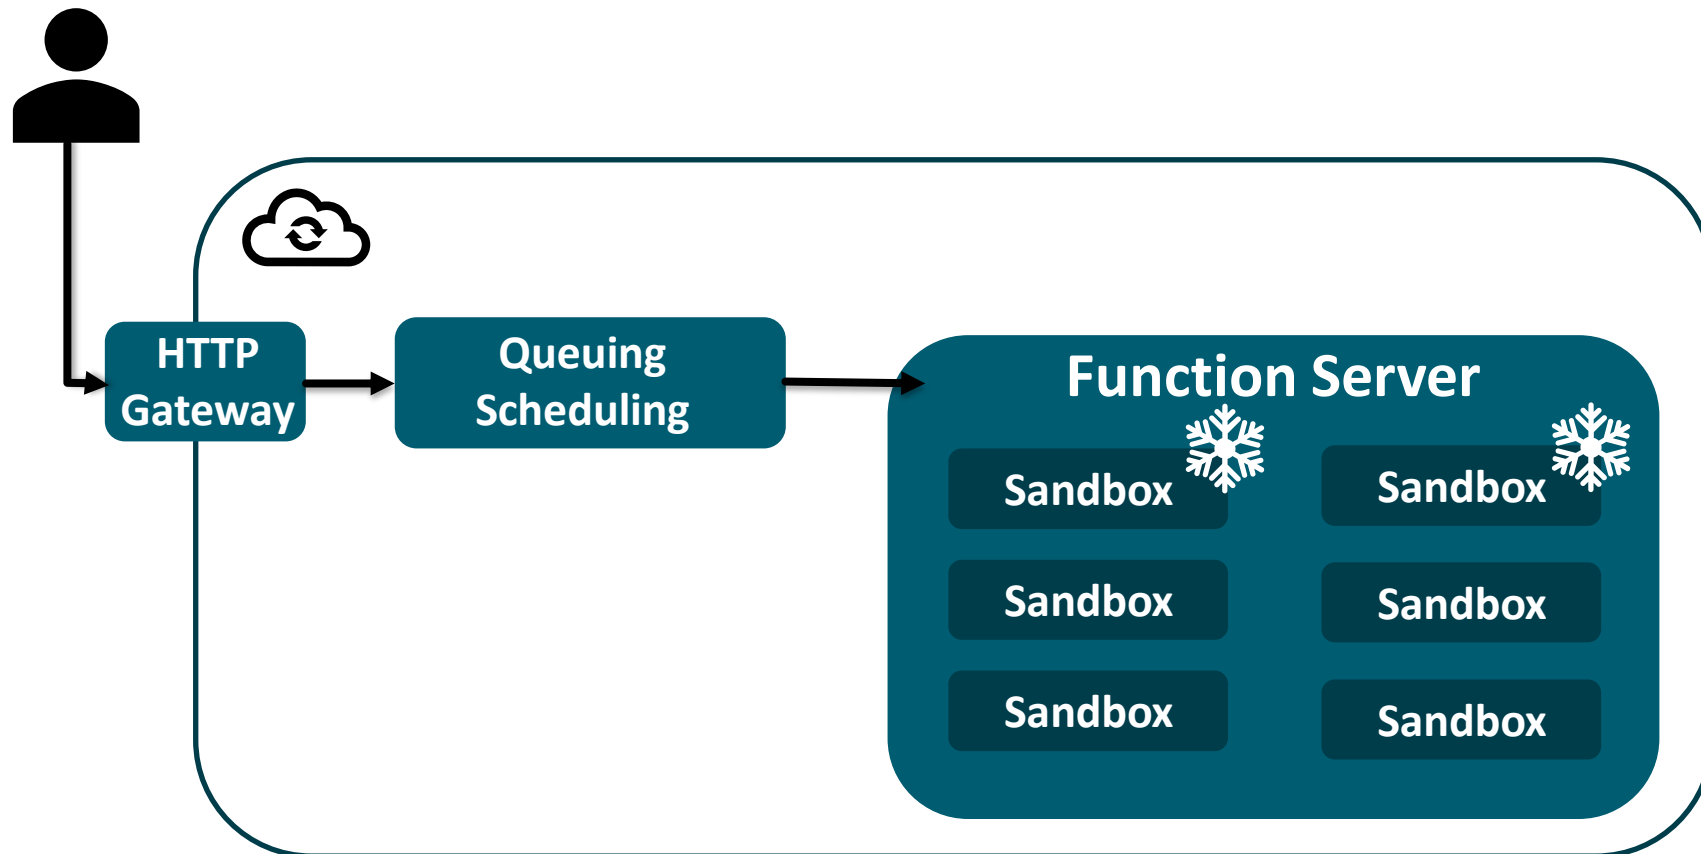 HTTP
Gateway
Queuing
Scheduling
Function Server
Sandbox
Sandbox
Sandbox
Sandbox
Sandbox
Sandbox